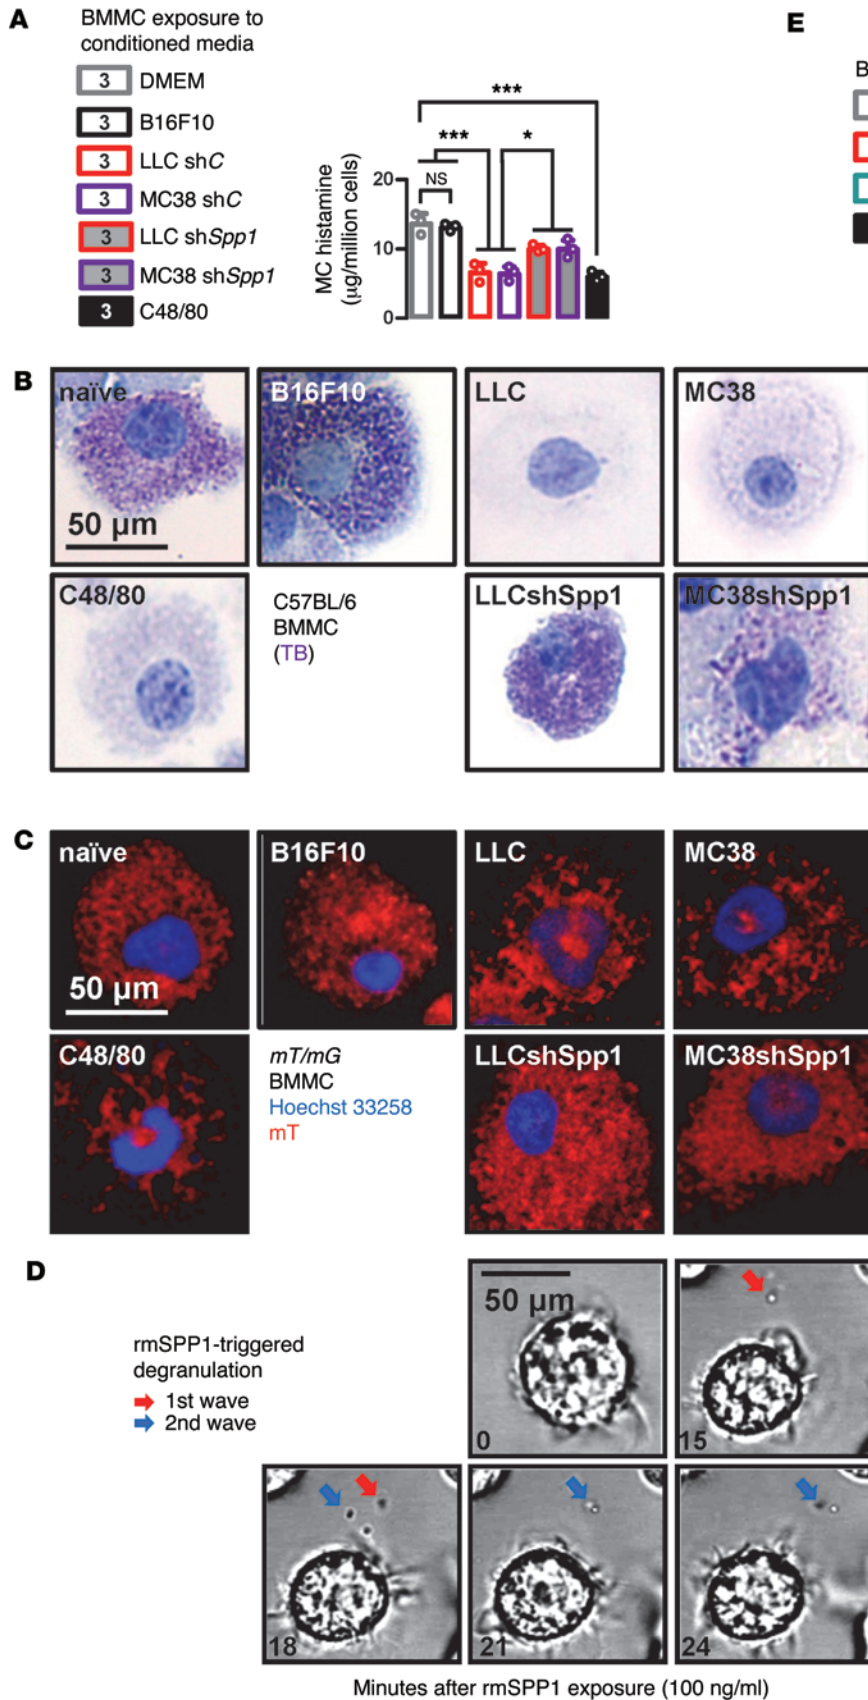 A
BMMC exposure to
conditioned media
3 DMEM
3 B16F10
3 LLC shC
3 MC38 shC
3 LLC shSpp1
3 MC38 shSpp1
3 C48/80
MC histamine
(μg/million cells)
20
10
0
NS
***
*
***
E
B
B
naïve
50 μm
B16F10
LLC
MC38
C48/80
C57BL/6
BMMC
(TB)
LLCshSpp1
MC38shSpp1
C
naïve
50 μm
B16F10
LLC
MC38
C48/80
mT/mG
BMMC
Hoechst 33258
mT
LLCshSpp1
MC38shSpp1
D
rmSPP1-triggered
degranulation
1st wave
2nd wave
50 μm
0
15
18
21
24
Minutes after rmSPP1 exposure (100 ng/ml)